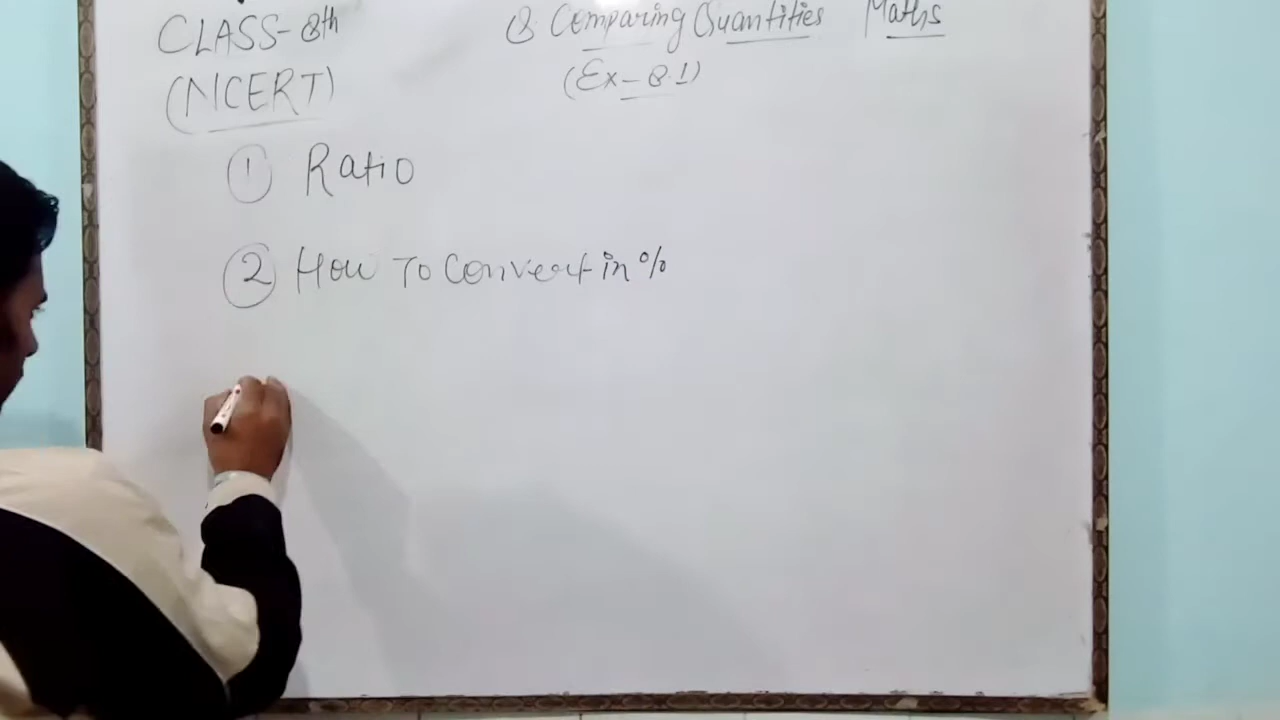 CLASS-8th
8 Comparing Quantities Maths
(NCERT)
(Ex-8.1)
1 Ratio
2 How To Convert in %